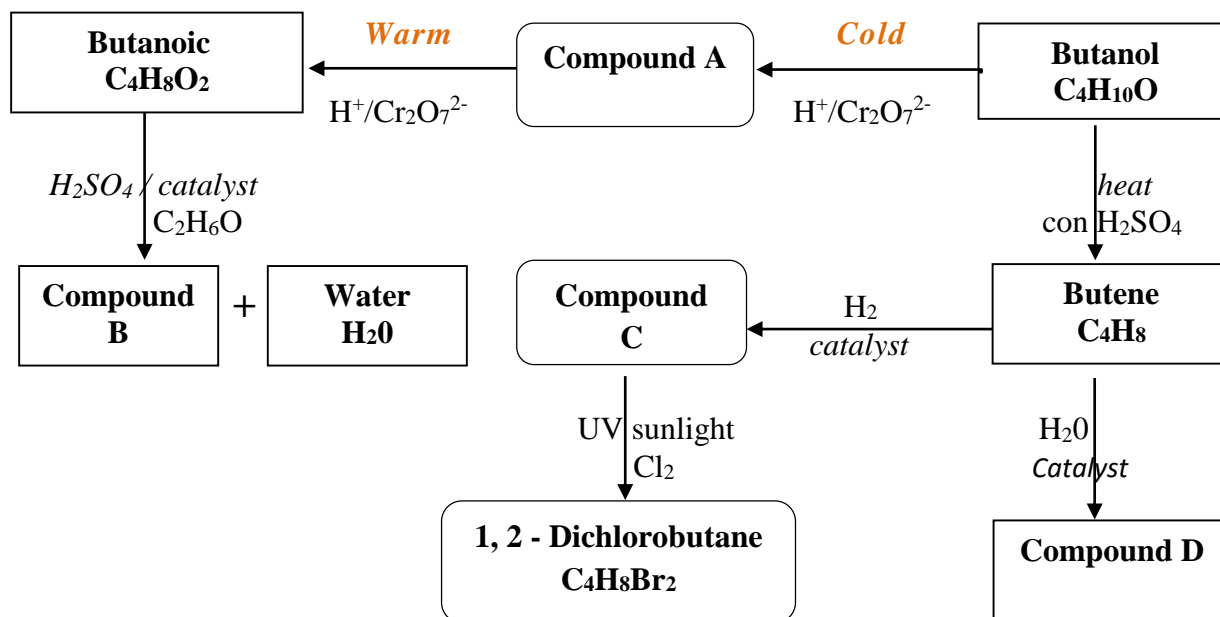 Butanoic
C₄H₈O₂
Warm
H⁺/Cr₂O₇²⁻
Compound A
Cold
H⁺/Cr₂O₇²⁻
Butanol
C₄H₁₀O
H₂SO₄ / catalyst
C₂H₆O
heat
con H₂SO₄
Compound
B
+
Water
H₂0
Compound
C
H₂
catalyst
Butene
C₄H₈
UV sunlight
Cl₂
H₂0
Catalyst
1, 2 - Dichlorobutane
C₄H₈Br₂
Compound D